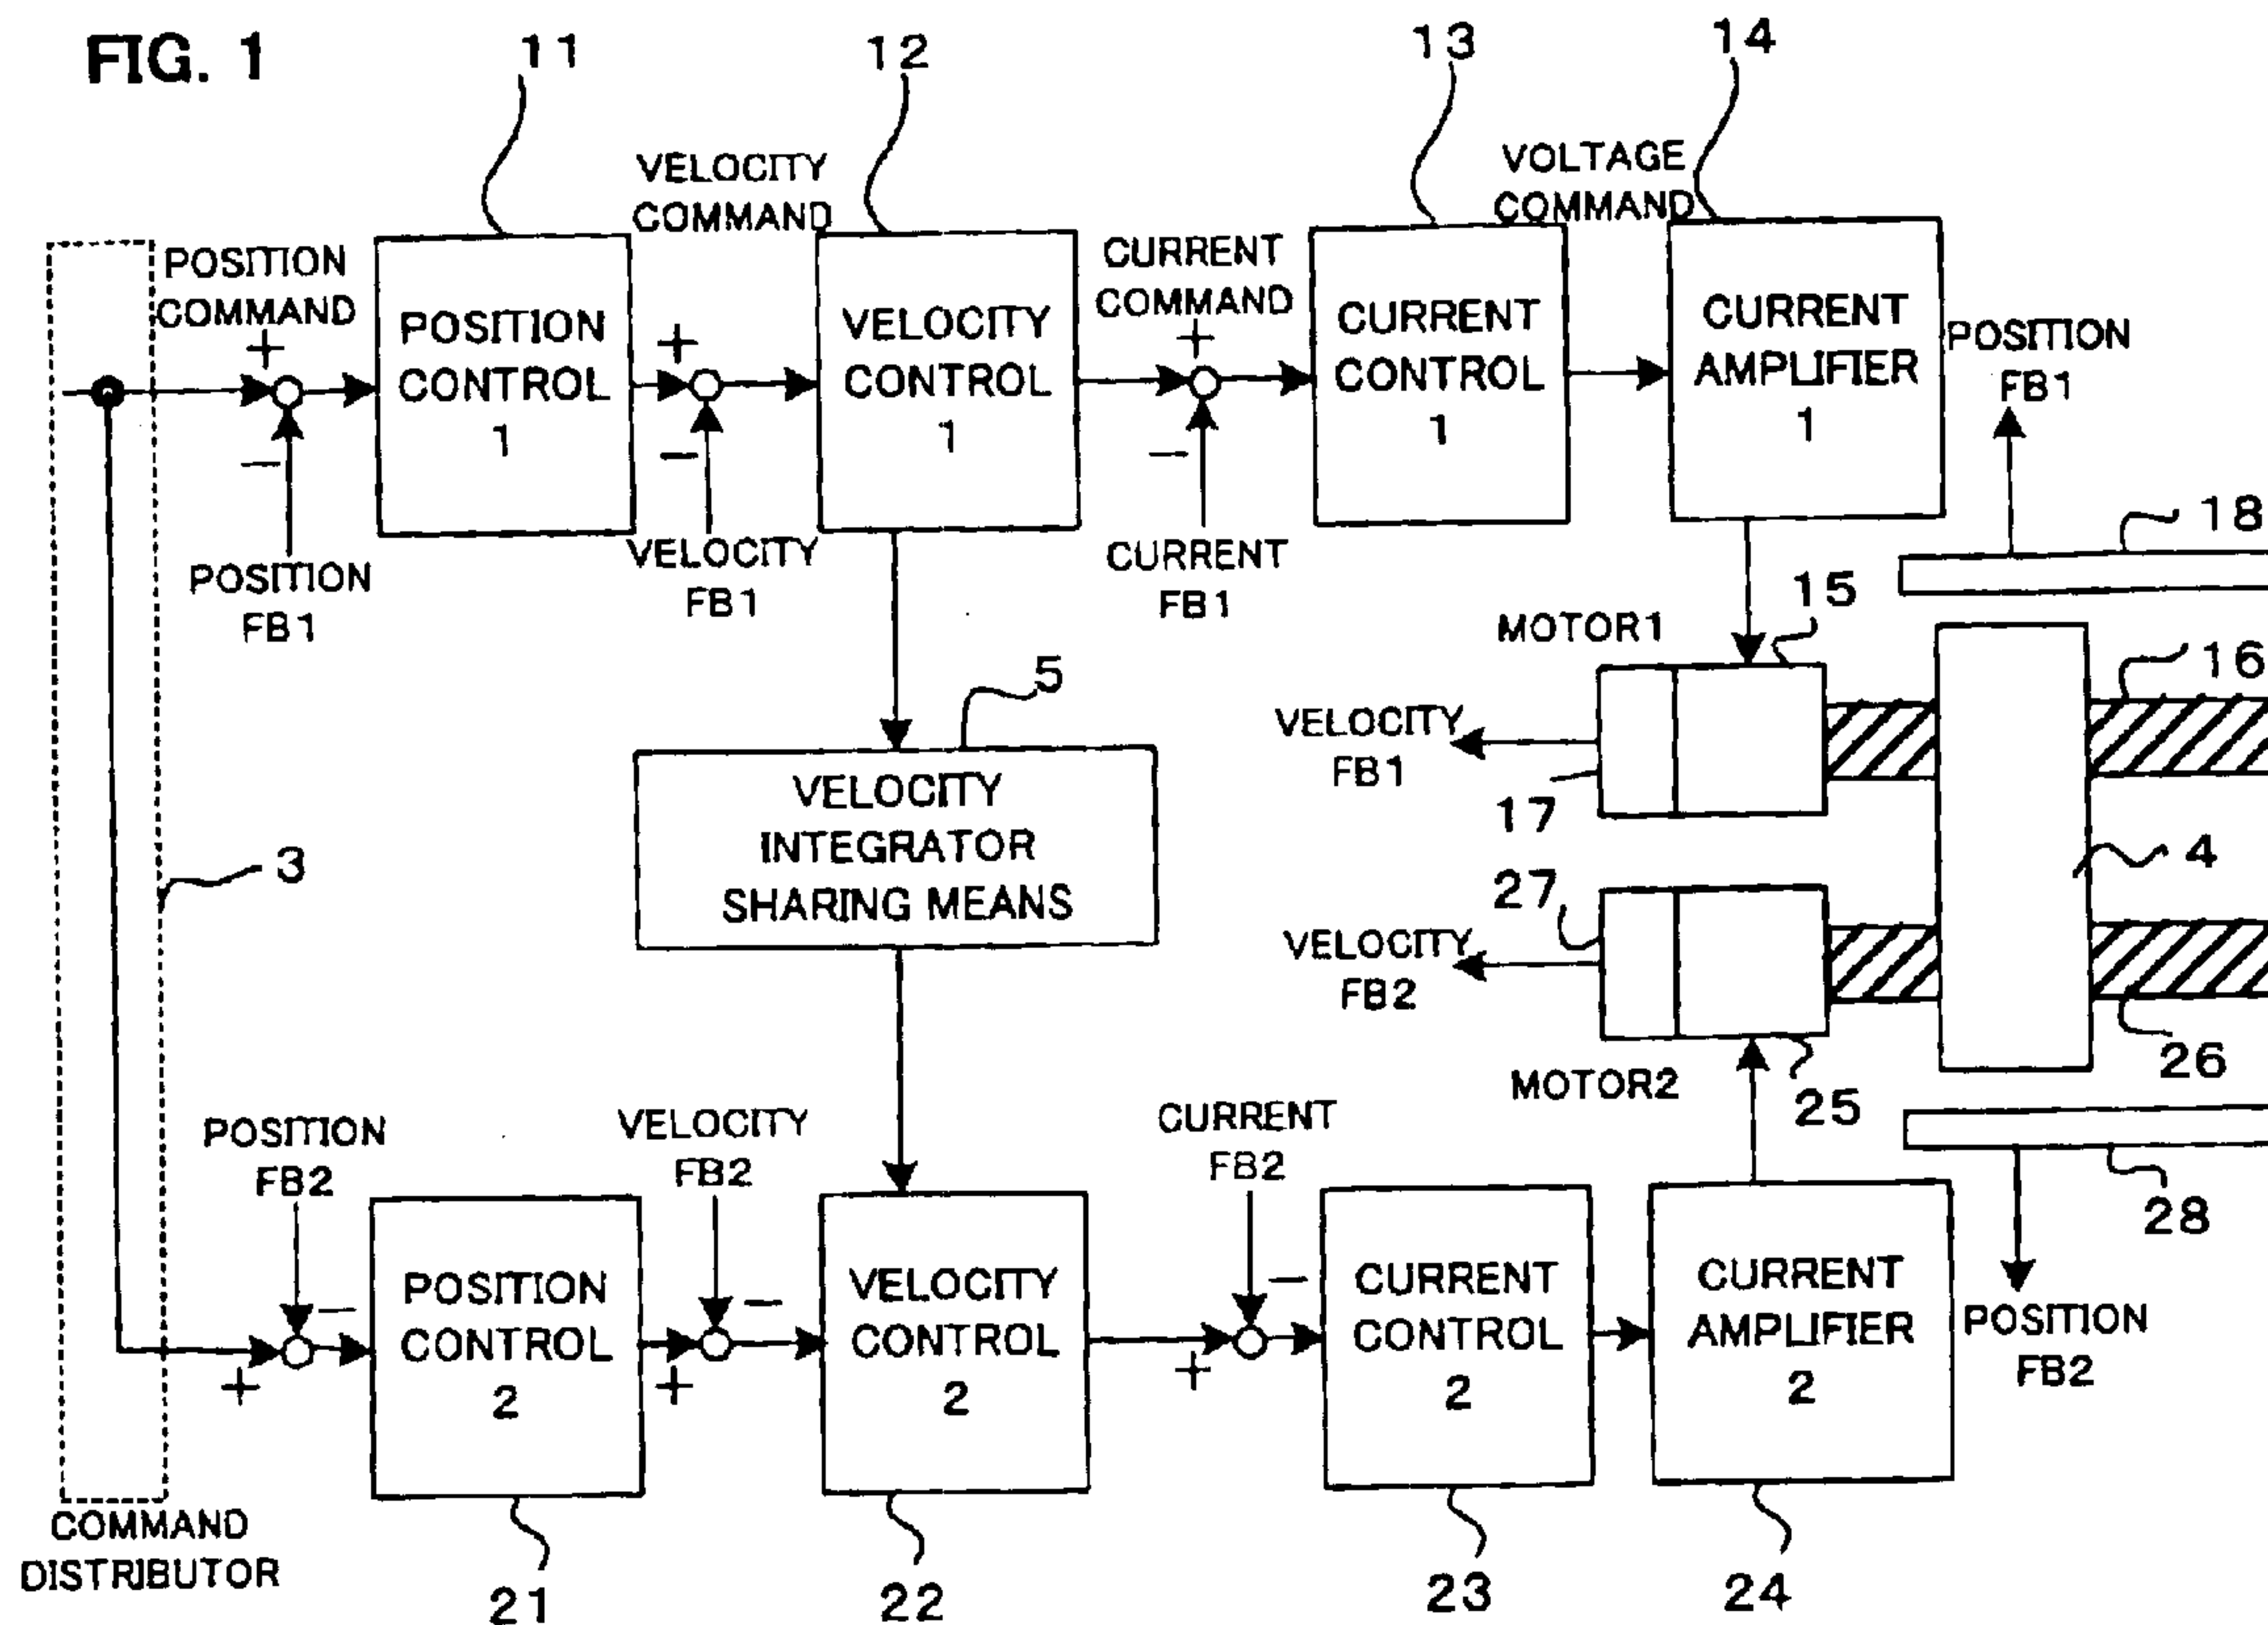 FIG. 1
11
12
13
14
VELOCITY
COMMAND
VOLTAGE
COMMAND
POSITION
COMMAND
+
−
POSITION
CONTROL
1
+
−
VELOCITY
CONTROL
1
CURRENT
COMMAND
+
−
CURRENT
CONTROL
1
CURRENT
AMPLIFIER
1
POSITION
FB1
POSITION
FB1
VELOCITY
FB1
CURRENT
FB1
18
MOTOR1
15
16
5
VELOCITY
INTEGRATOR
SHARING MEANS
VELOCITY
FB1
17
3
4
27
VELOCITY
FB2
MOTOR2
25
26
28
POSITION
FB2
VELOCITY
FB2
CURRENT
FB2
−
+
POSITION
CONTROL
2
−
+
VELOCITY
CONTROL
2
−
+
CURRENT
CONTROL
2
CURRENT
AMPLIFIER
2
POSITION
FB2
COMMAND
DISTRIBUTOR
21
22
23
24